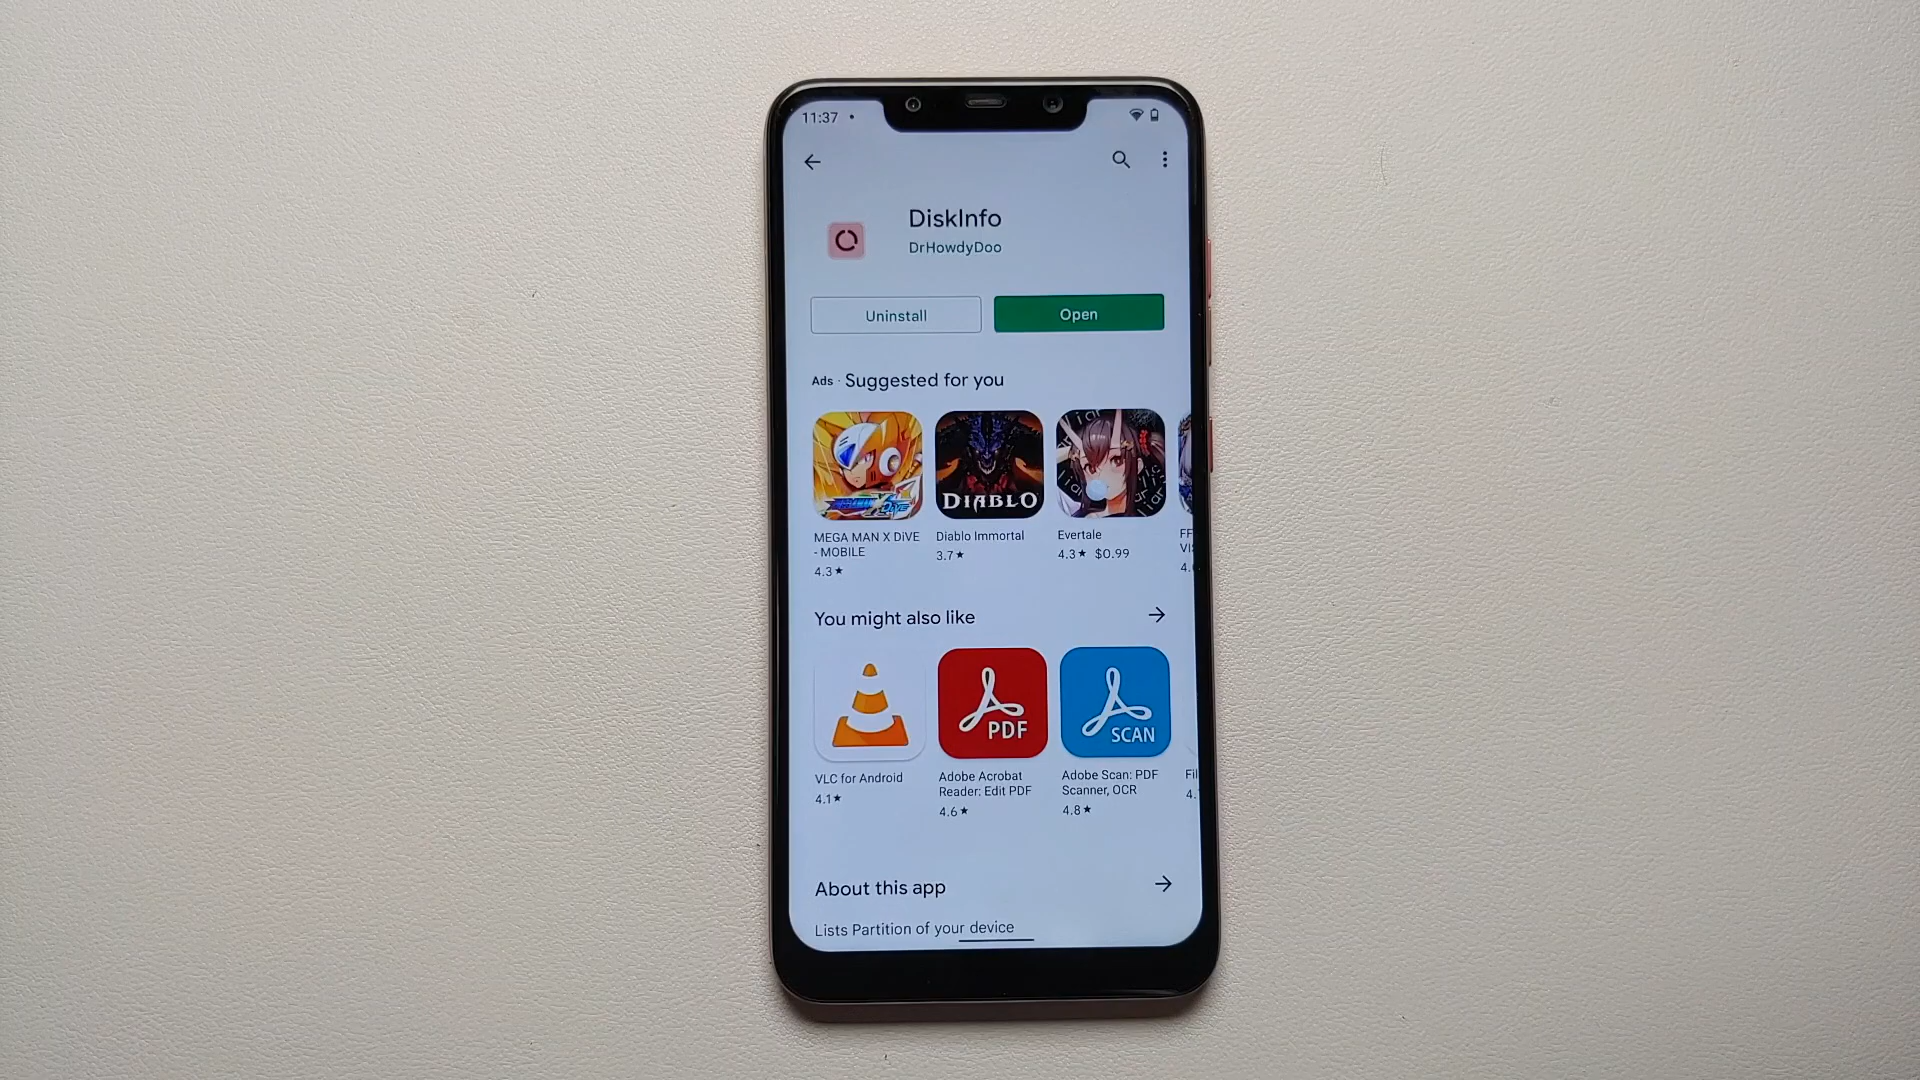 11:37
DiskInfo
DrHowdyDoo
Uninstall
Open
Ads · Suggested for you
DIABLO
liar
MEGA MAN X DiVE
- MOBILE
4.3★
Diablo Immortal
3.7★
Evertale
4.3★ $0.99
FF
VI
4.
You might also like
PDF
SCAN
VLC for Android
4.1★
Adobe Acrobat
Reader: Edit PDF
4.6★
Adobe Scan: PDF
Scanner, OCR
4.8★
Fil
4.
About this app
Lists Partition of your device